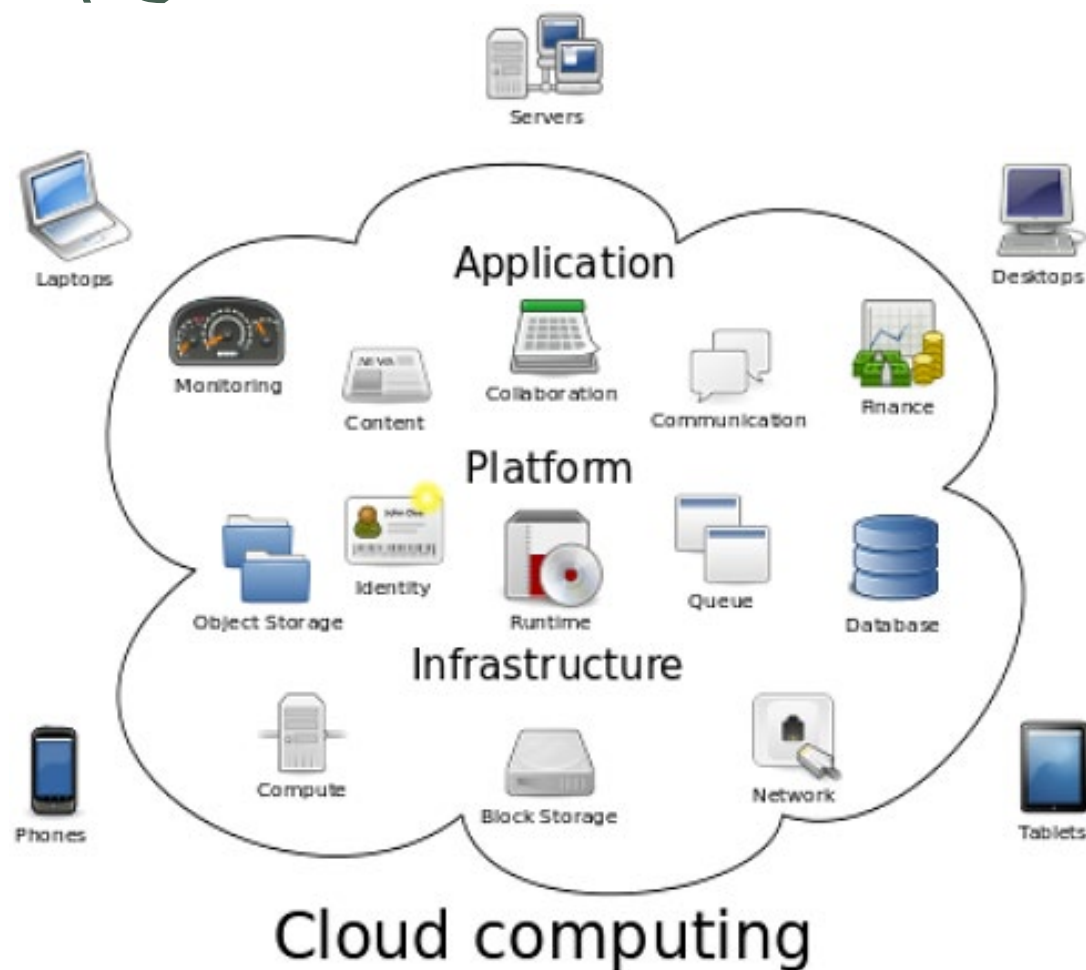 Servers
Laptops
Desktops
Application
Monitoring
Content
Collaboration
Communication
Finance
Platform
Object Storage
Identity
Runtime
Queue
Database
Infrastructure
Compute
Block Storage
Network
Phones
Tablets
Cloud computing